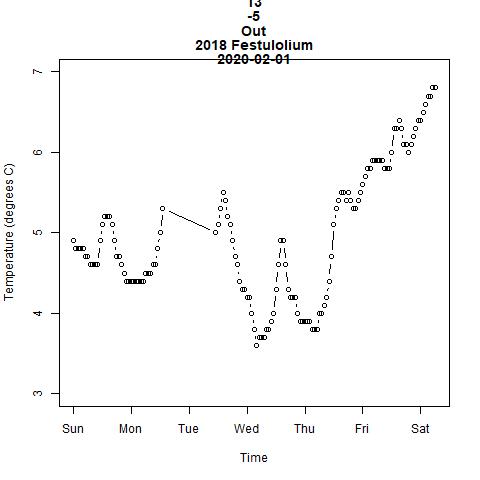 13
-5
Out
2018 Festulolium
2020-02-01
7
6
5
4
3
Temperature (degrees C)
Sun Mon Tue Wed Thu Fri Sat
Time